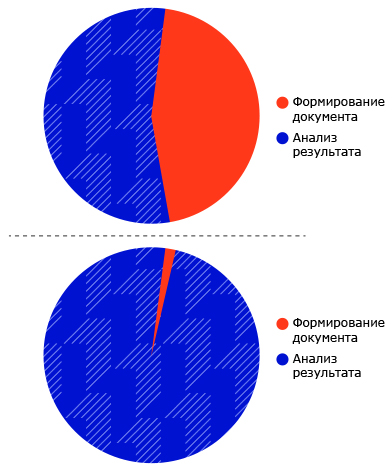 Формирование
документа
Анализ
результата
Формирование
документа
Анализ
результата